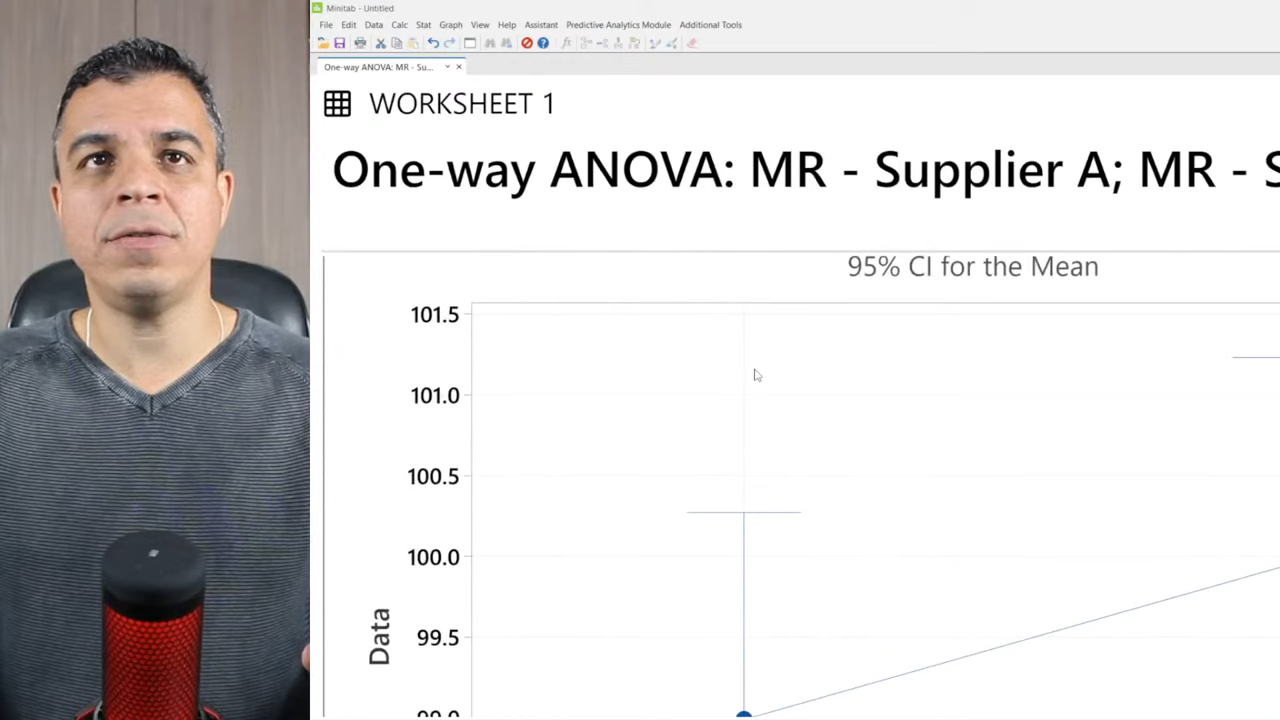 Minitab - Untitled
File Edit Data Calc Stat Graph View Help Assistant Predictive Analytics Module Additional Tools
One-way ANOVA: MR - Su...
WORKSHEET 1
One-way ANOVA: MR - Supplier A; MR - S
95% CI for the Mean
101.5
101.0
100.5
100.0
99.5
99.0
Data